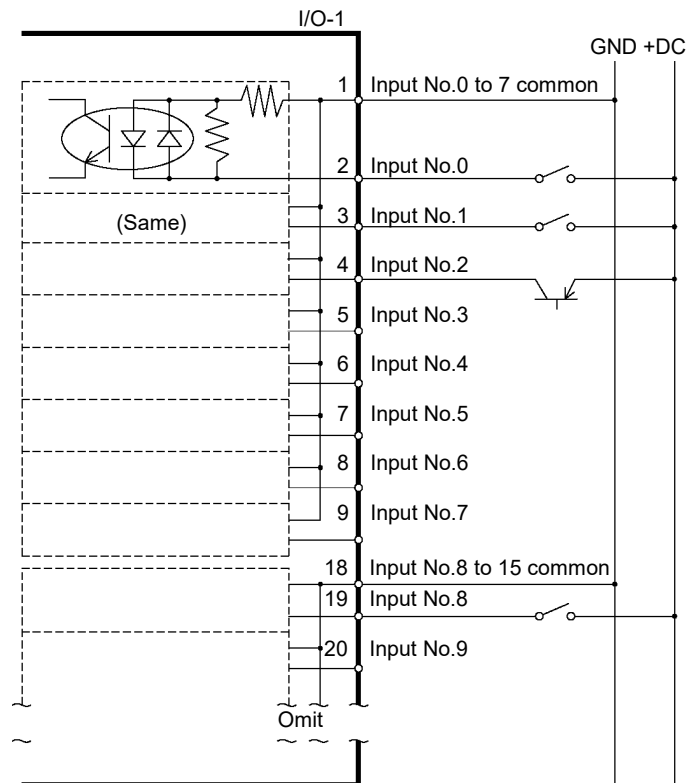 I/O-1
GND +DC
1 Input No.0 to 7 common
2 Input No.0
(Same)
3 Input No.1
4 Input No.2
5 Input No.3
6 Input No.4
7 Input No.5
8 Input No.6
9 Input No.7
18 Input No.8 to 15 common
19 Input No.8
20 Input No.9
Omit